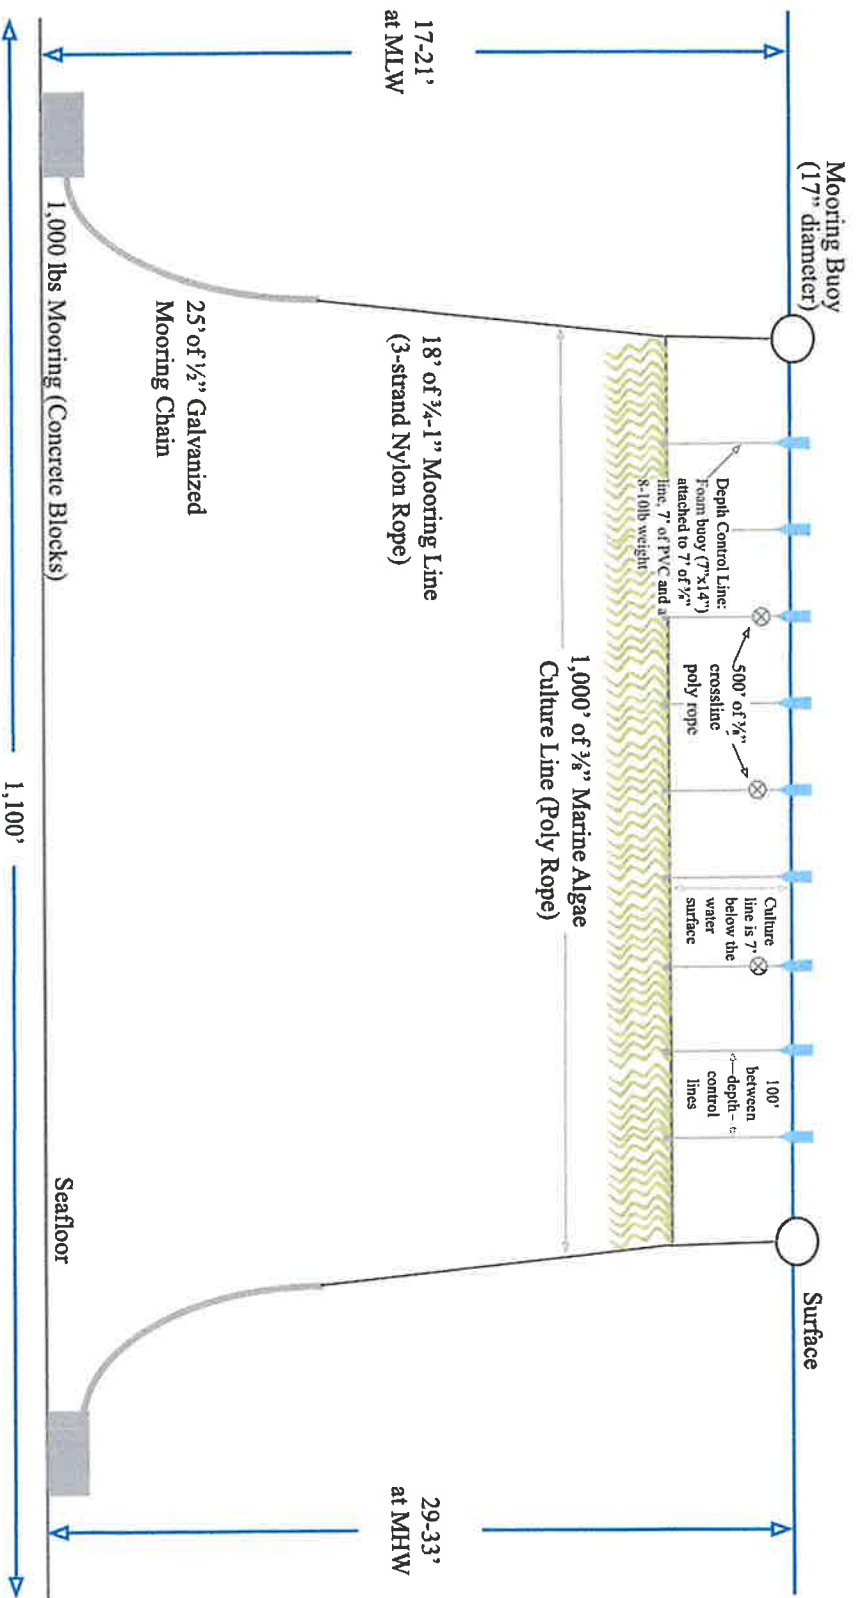 Mooring Buoy
(17” diameter)
Surface
17-21’
at MLW
29-33’
at MHW
Depth Control Line:
Foam buoy (7"x14")
attached to 7’ of ⅜”
line, 7’ of PVC and a
8-10lb weight
500’ of ⅜”
crossline
poly rope
Culture
line is 7’
below the
water
surface
100’
between
depth
control
lines
1,000’ of ⅜” Marine Algae
Culture Line (Poly Rope)
18’ of ¾-1” Mooring Line
(3-strand Nylon Rope)
25’ of ½” Galvanized
Mooring Chain
1,000 lbs Mooring (Concrete Blocks)
Seafloor
1,100’